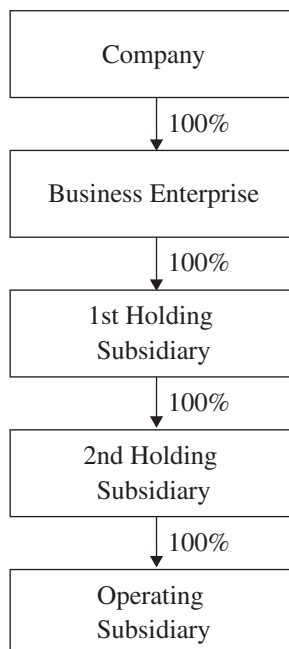 Company
100%
Business Enterprise
100%
1st Holding
Subsidiary
100%
2nd Holding
Subsidiary
100%
Operating
Subsidiary